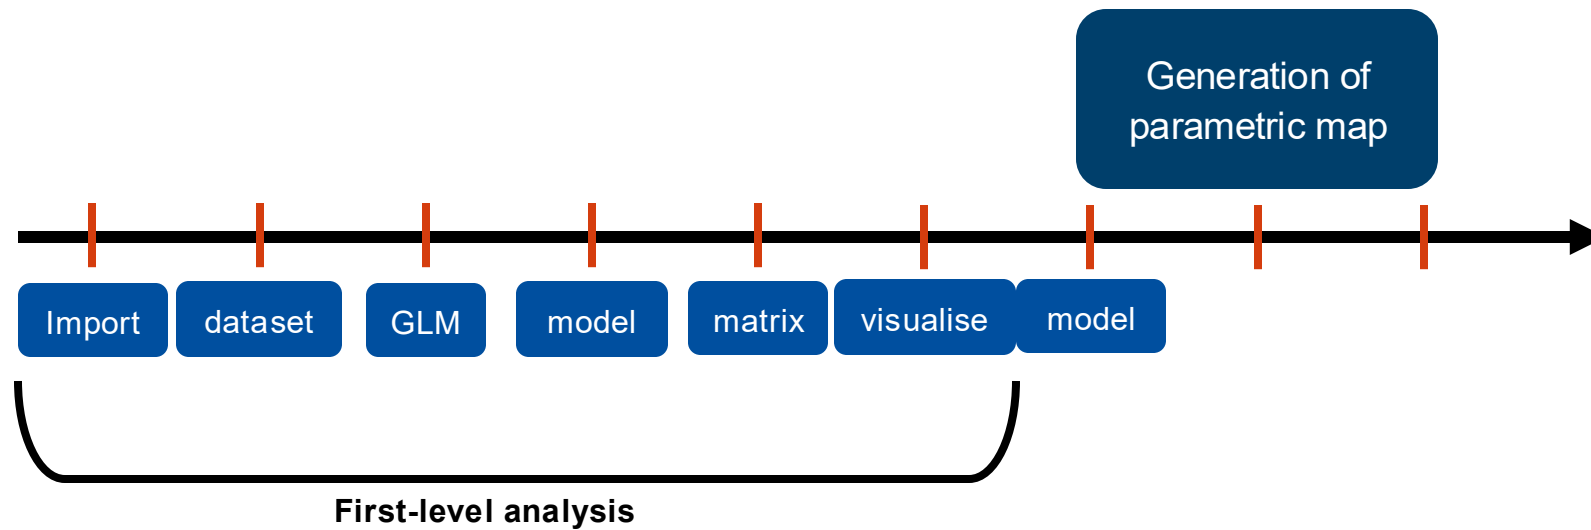 Generation of
parametric map
Import
dataset
GLM
model
matrix
visualise
model
First-level analysis